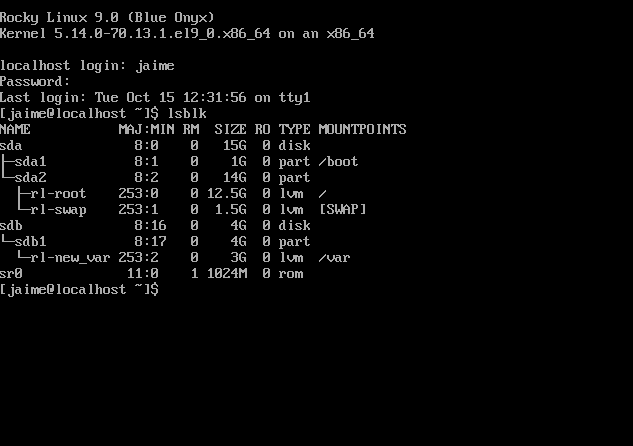 Rocky Linux 9.0 (Blue Onyx)
Kernel 5.14.0-70.13.1.el9_0.x86_64 on an x86_64

localhost login: jaime
Password:
Last login: Tue Oct 15 12:31:56 on tty1
[jaime@localhost ~]$ lsblk
NAME           MAJ:MIN RM  SIZE RO TYPE MOUNTPOINTS
sda              8:0    0   15G  0 disk
├─sda1           8:1    0    1G  0 part /boot
└─sda2           8:2    0   14G  0 part
  ├─rl-root    253:0    0 12.5G  0 lvm  /
  └─rl-swap    253:1    0  1.5G  0 lvm  [SWAP]
sdb              8:16   0    4G  0 disk
└─sdb1           8:17   0    4G  0 part
  └─rl-new_var 253:2    0    3G  0 lvm  /var
sr0             11:0    1 1024M  0 rom
[jaime@localhost ~]$